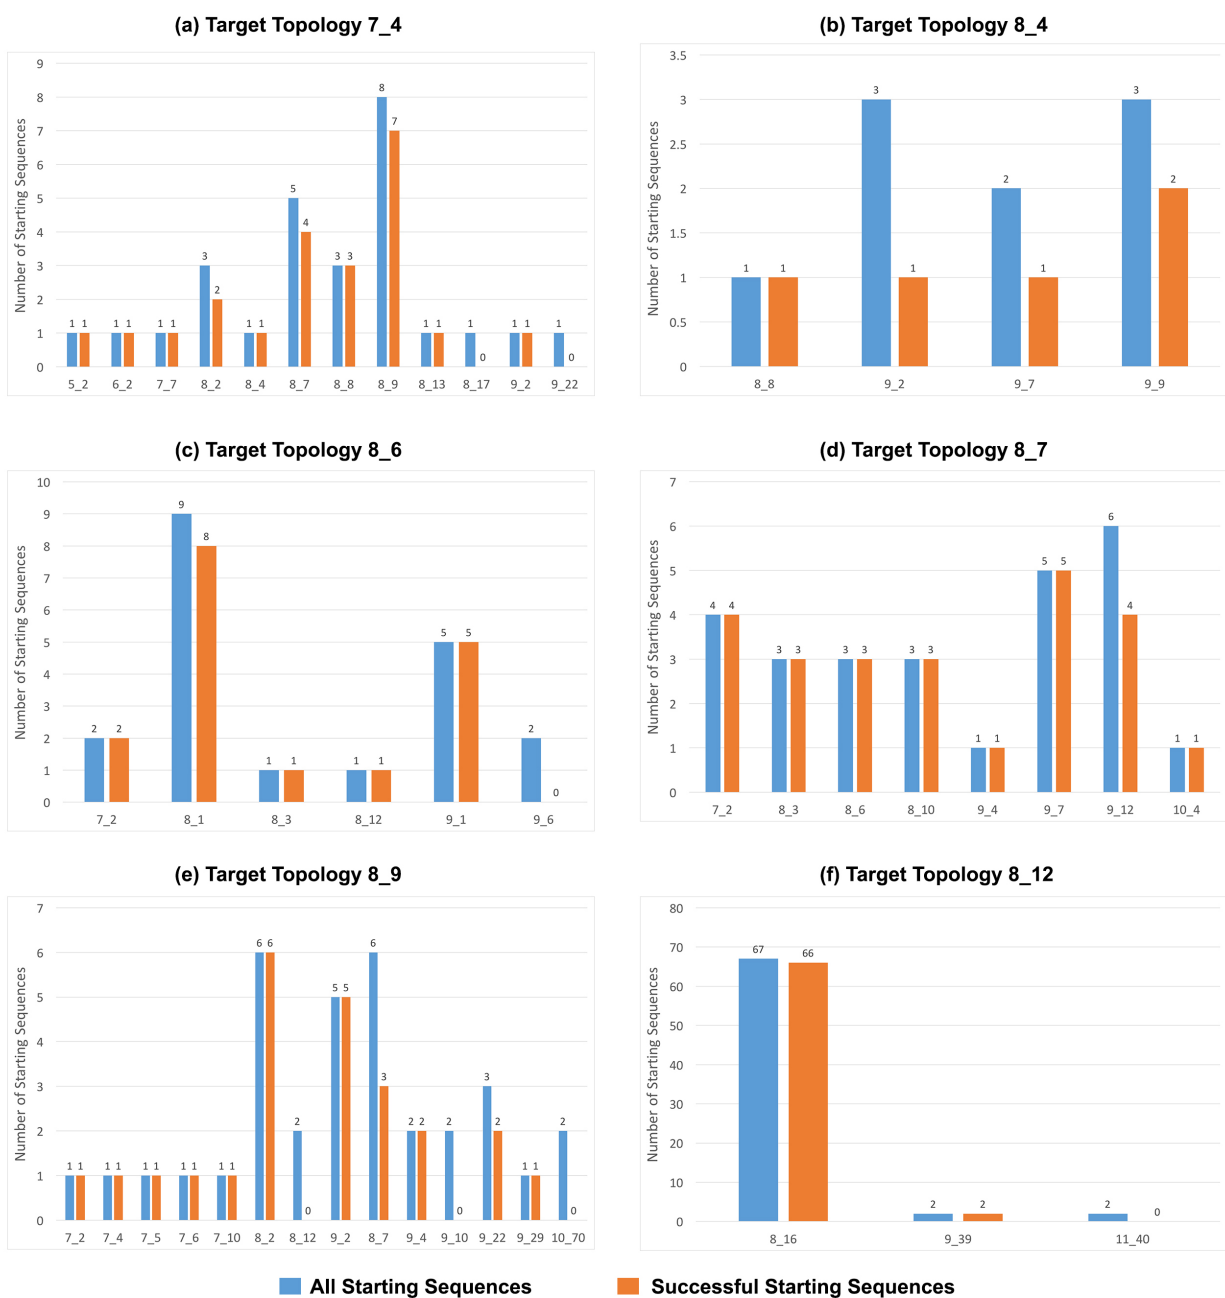 (a) Target Topology 7_4
Number of Starting Sequences
9
8
7
6
5
4
3
2
1
0
1 1 1 1 1 1 3 2 1 1 5 4 3 3 8 7 1 1 1 0 1 1 1 0
5_2 6_2 7_7 8_2 8_4 8_7 8_8 8_9 8_13 8_17 9_2 9_22
(b) Target Topology 8_4
Number of Starting Sequences
3.5
3
2.5
2
1.5
1
0.5
0
1 1 3 1 2 1 3 2
8_8 9_2 9_7 9_9
(c) Target Topology 8_6
Number of Starting Sequences
10
9
8
7
6
5
4
3
2
1
0
2 2 9 8 1 1 1 1 5 5 2 0
7_2 8_1 8_3 8_12 9_1 9_6
(d) Target Topology 8_7
Number of Starting Sequences
7
6
5
4
3
2
1
0
4 4 3 3 3 3 3 3 1 1 5 5 6 4 1 1
7_2 8_3 8_6 8_10 9_4 9_7 9_12 10_4
(e) Target Topology 8_9
Number of Starting Sequences
7
6
5
4
3
2
1
0
1 1 1 1 1 1 1 1 1 1 6 6 2 0 5 5 6 3 2 2 2 0 3 2 1 1 2 0
7_2 7_4 7_5 7_6 7_10 8_2 8_12 9_2 8_7 9_4 9_10 9_22 9_29 10_70
(f) Target Topology 8_12
Number of Starting Sequences
80
70
60
50
40
30
20
10
0
67 66 2 2 2 0
8_16 9_39 11_40
All Starting Sequences
Successful Starting Sequences